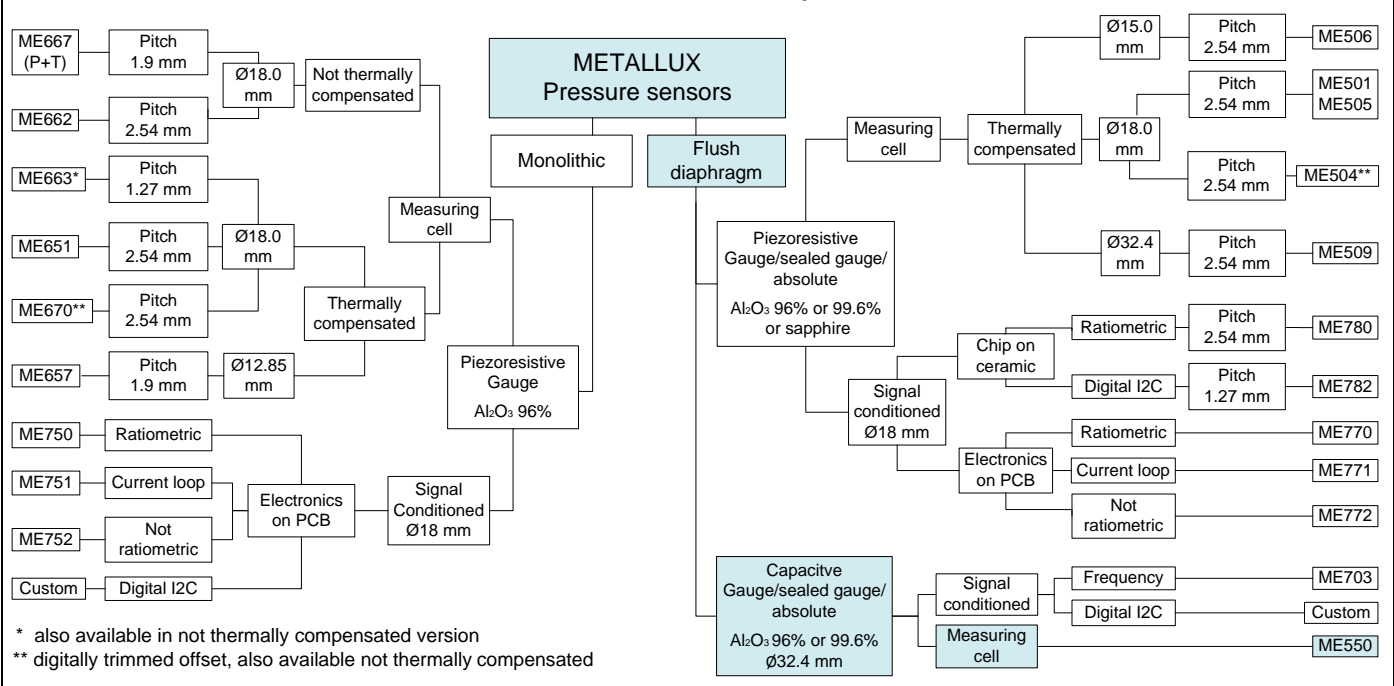 METALLUX
Pressure sensors
Monolithic
Flush
diaphragm
ME667
(P+T)
Pitch
1.9 mm
Ø18.0
mm
Not thermally
compensated
ME662
Pitch
2.54 mm
ME663*
Pitch
1.27 mm
Measuring
cell
ME651
Pitch
2.54 mm
Ø18.0
mm
ME670**
Pitch
2.54 mm
Thermally
compensated
ME657
Pitch
1.9 mm
Ø12.85
mm
Piezoresistive
Gauge
Al2O3 96%
ME750
Ratiometric
ME751
Current loop
Electronics
on PCB
Signal
Conditioned
Ø18 mm
ME752
Not
ratiometric
Custom
Digital I2C
* also available in not thermally compensated version
** digitally trimmed offset, also available not thermally compensated
Ø15.0
mm
Pitch
2.54 mm
ME506
Measuring
cell
Thermally
compensated
Ø18.0
mm
Pitch
2.54 mm
ME501
ME505
Pitch
2.54 mm
ME504**
Ø32.4
mm
Pitch
2.54 mm
ME509
Piezoresistive
Gauge/sealed gauge/
absolute
Al2O3 96% or 99.6%
or sapphire
Chip on
ceramic
Ratiometric
Pitch
2.54 mm
ME780
Digital I2C
Pitch
1.27 mm
ME782
Signal
conditioned
Ø18 mm
Electronics
on PCB
Ratiometric
ME770
Current loop
ME771
Not
ratiometric
ME772
Capacitve
Gauge/sealed gauge/
absolute
Al2O3 96% or 99.6%
Ø32.4 mm
Signal
conditioned
Frequency
ME703
Digital I2C
Custom
Measuring
cell
ME550